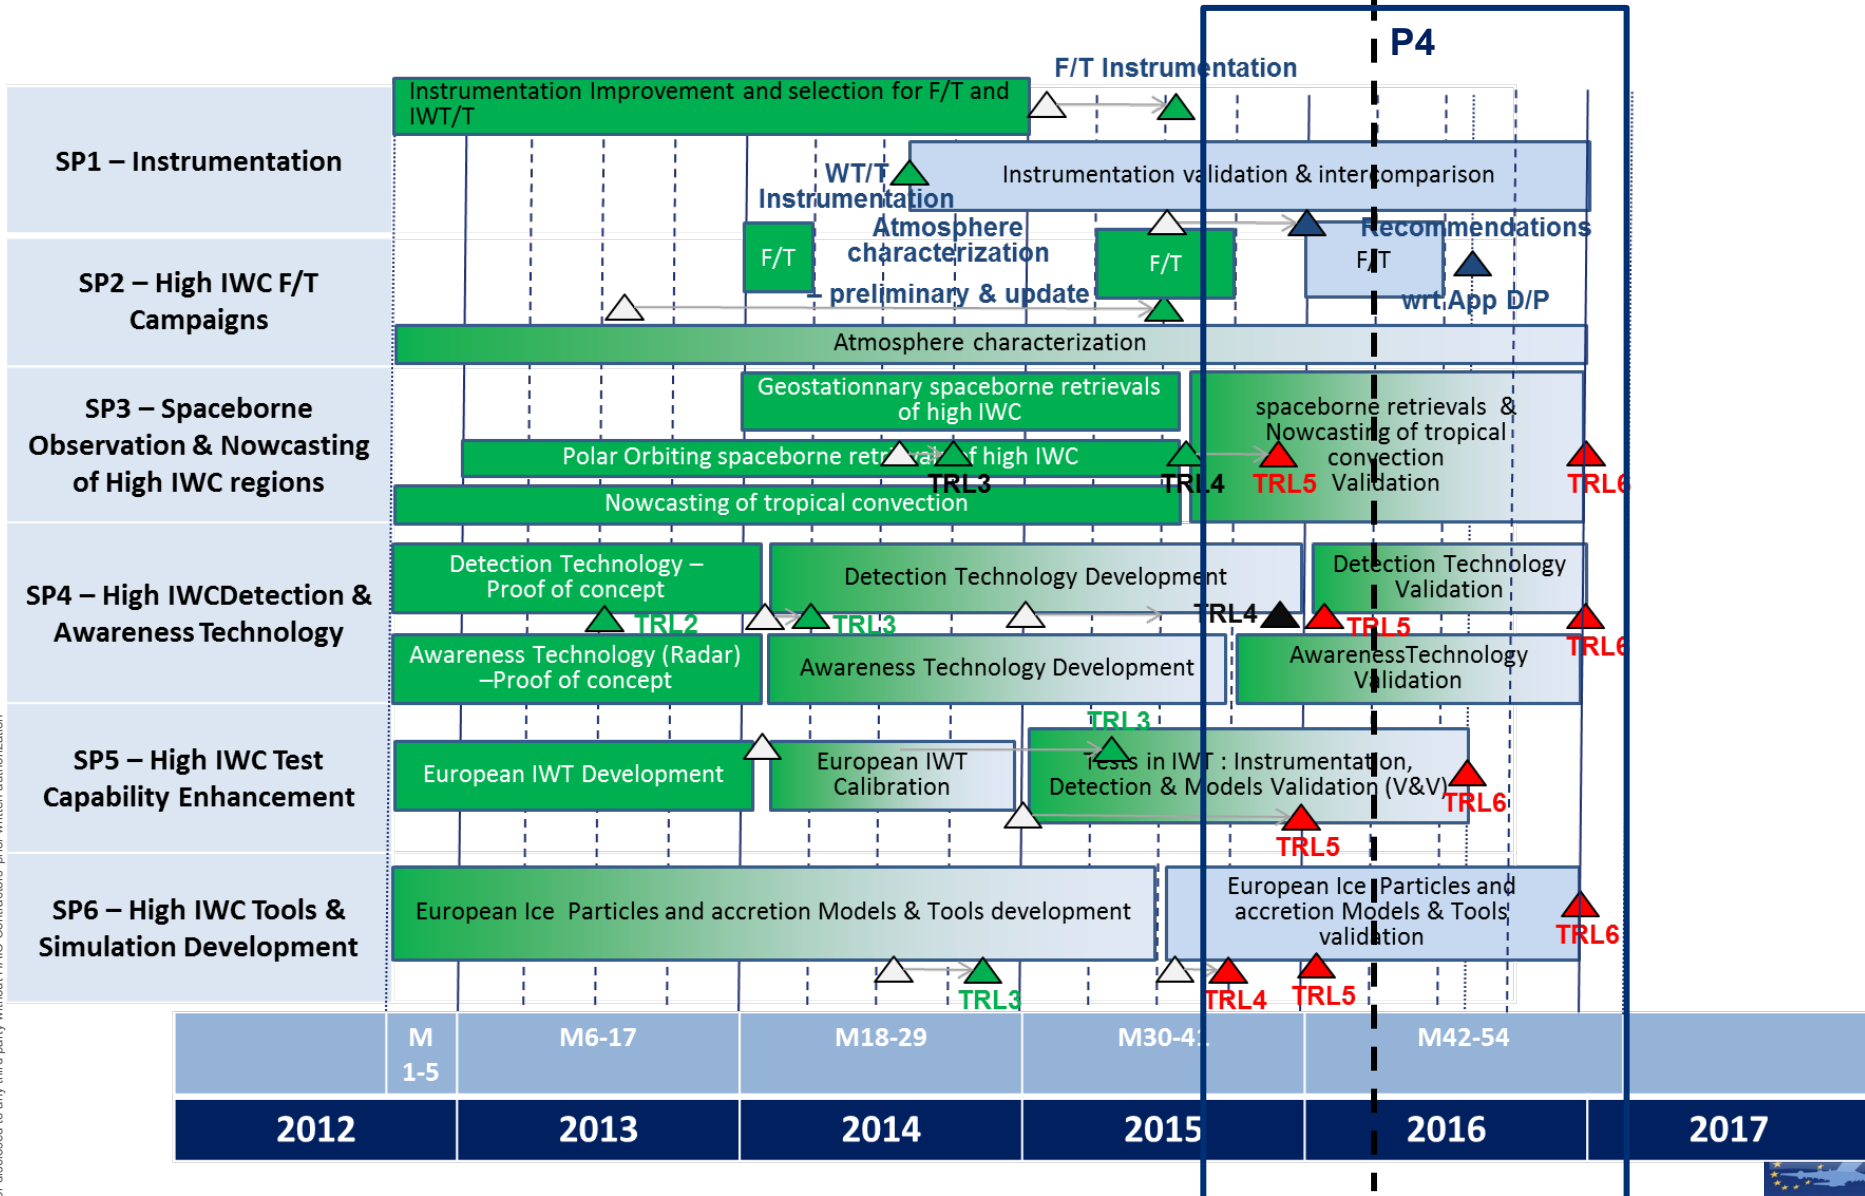 P4
F/T Instrumentation
Instrumentation Improvement and selection for F/T and
IWT/T
SP1 – Instrumentation
WT/T
Instrumentation
Instrumentation validation & intercomparison
SP2 – High IWC F/T
Campaigns
F/T
Atmosphere
characterization
– preliminary & update
F/T
F/T
Recommendations
wrt App D/P
Atmosphere characterization
SP3 – Spaceborne
Observation & Nowcasting
of High IWC regions
Geostationnary spaceborne retrievals
of high IWC
Polar Orbiting spaceborne retrievals of high IWC
TRL3
TRL4
TRL5
TRL6
Nowcasting of tropical convection
spaceborne retrievals &
Nowcasting of tropical
convection
Validation
SP4 – High IWCDetection &
Awareness Technology
Detection Technology –
Proof of concept
Detection Technology Development
Detection Technology
Validation
TRL2
TRL3
TRL4
TRL5
TRL6
Awareness Technology (Radar)
–Proof of concept
Awareness Technology Development
AwarenessTechnology
Validation
SP5 – High IWC Test
Capability Enhancement
European IWT Development
European IWT
Calibration
TRL3
Tests in IWT : Instrumentation,
Detection & Models Validation (V&V)
TRL6
TRL5
SP6 – High IWC Tools &
Simulation Development
European Ice Particles and accretion Models & Tools development
European Ice Particles and
accretion Models & Tools
validation
TRL6
TRL3
TRL4
TRL5
M
1-5
M6-17
M18-29
M30-41
M42-54
2012
2013
2014
2015
2016
2017